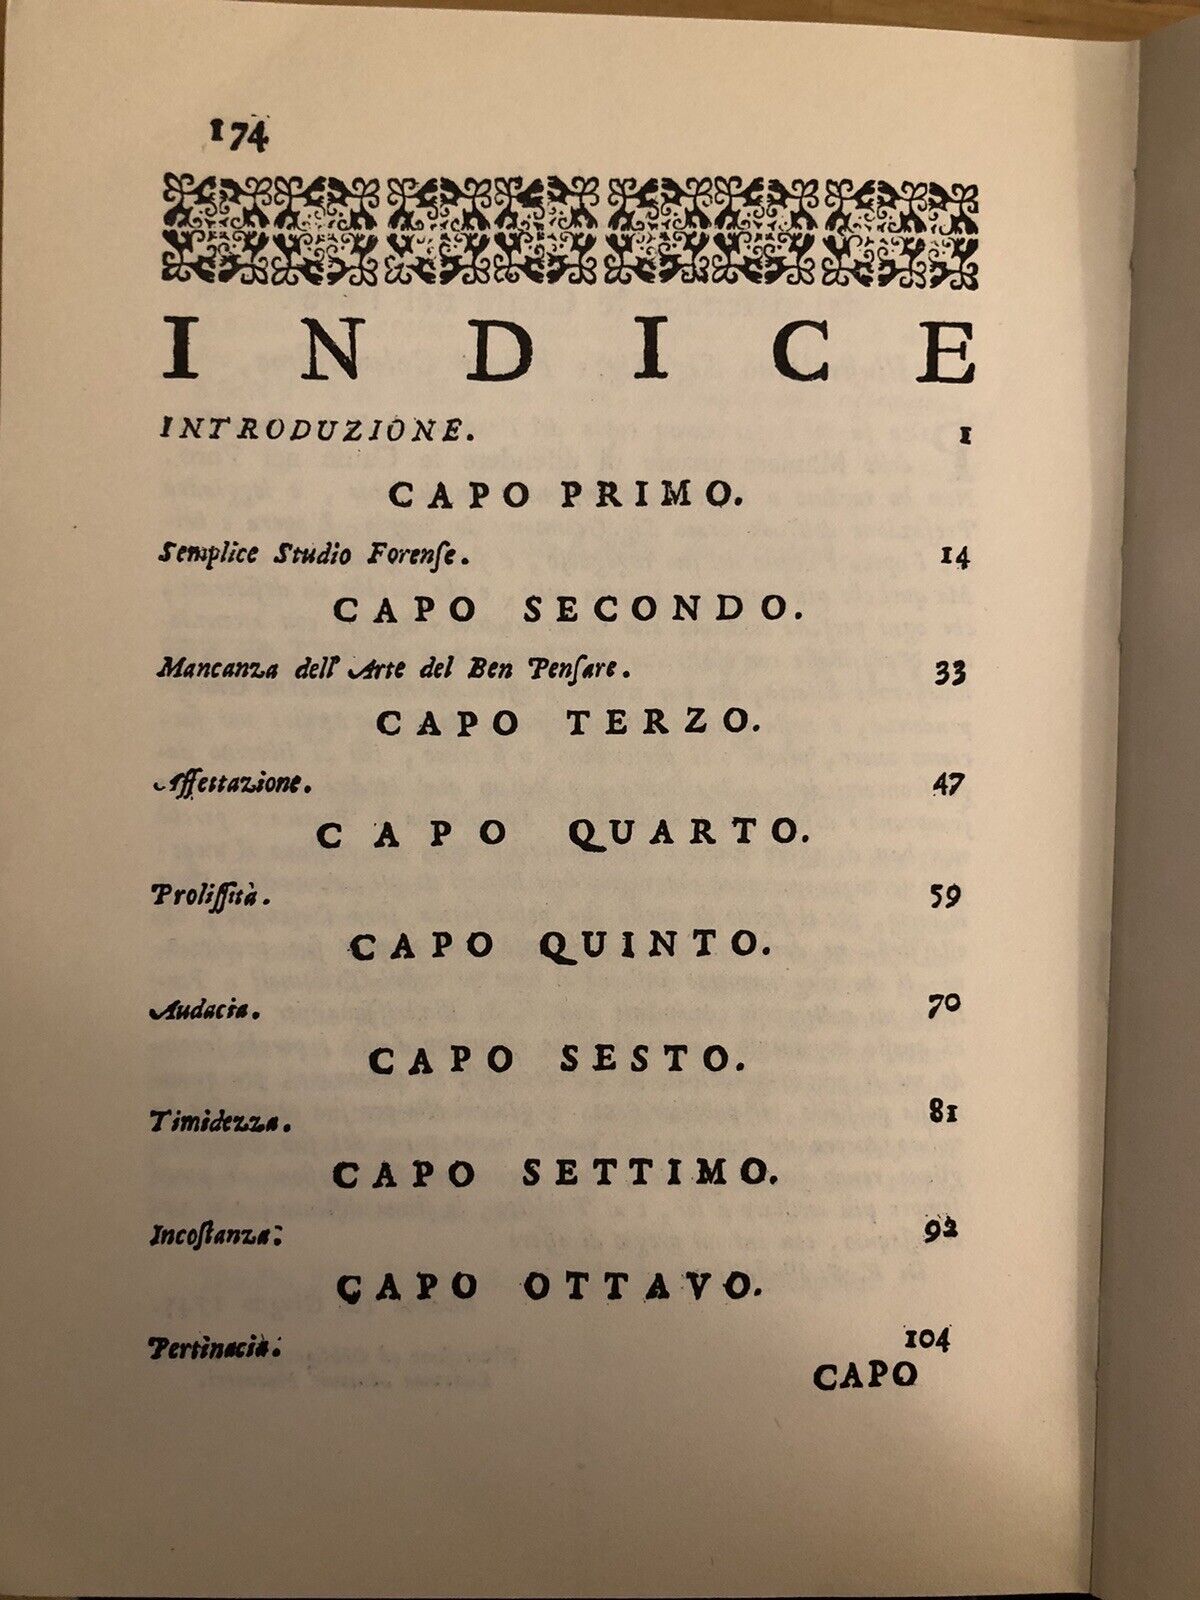 174
INDICE
INTRODUZIONE. 1
CAPO PRIMO.
Semplice Studio Forenſe. 14
CAPO SECONDO.
Mancanza dell' Arte del Ben Penſare. 33
CAPO TERZO.
Affettazione. 47
CAPO QUARTO.
Proliſſità. 59
CAPO QUINTO.
Audacia. 70
CAPO SESTO.
Timidezza. 81
CAPO SETTIMO.
Incoſtanza. 92
CAPO OTTAVO.
Pertinacia. 104
CAPO